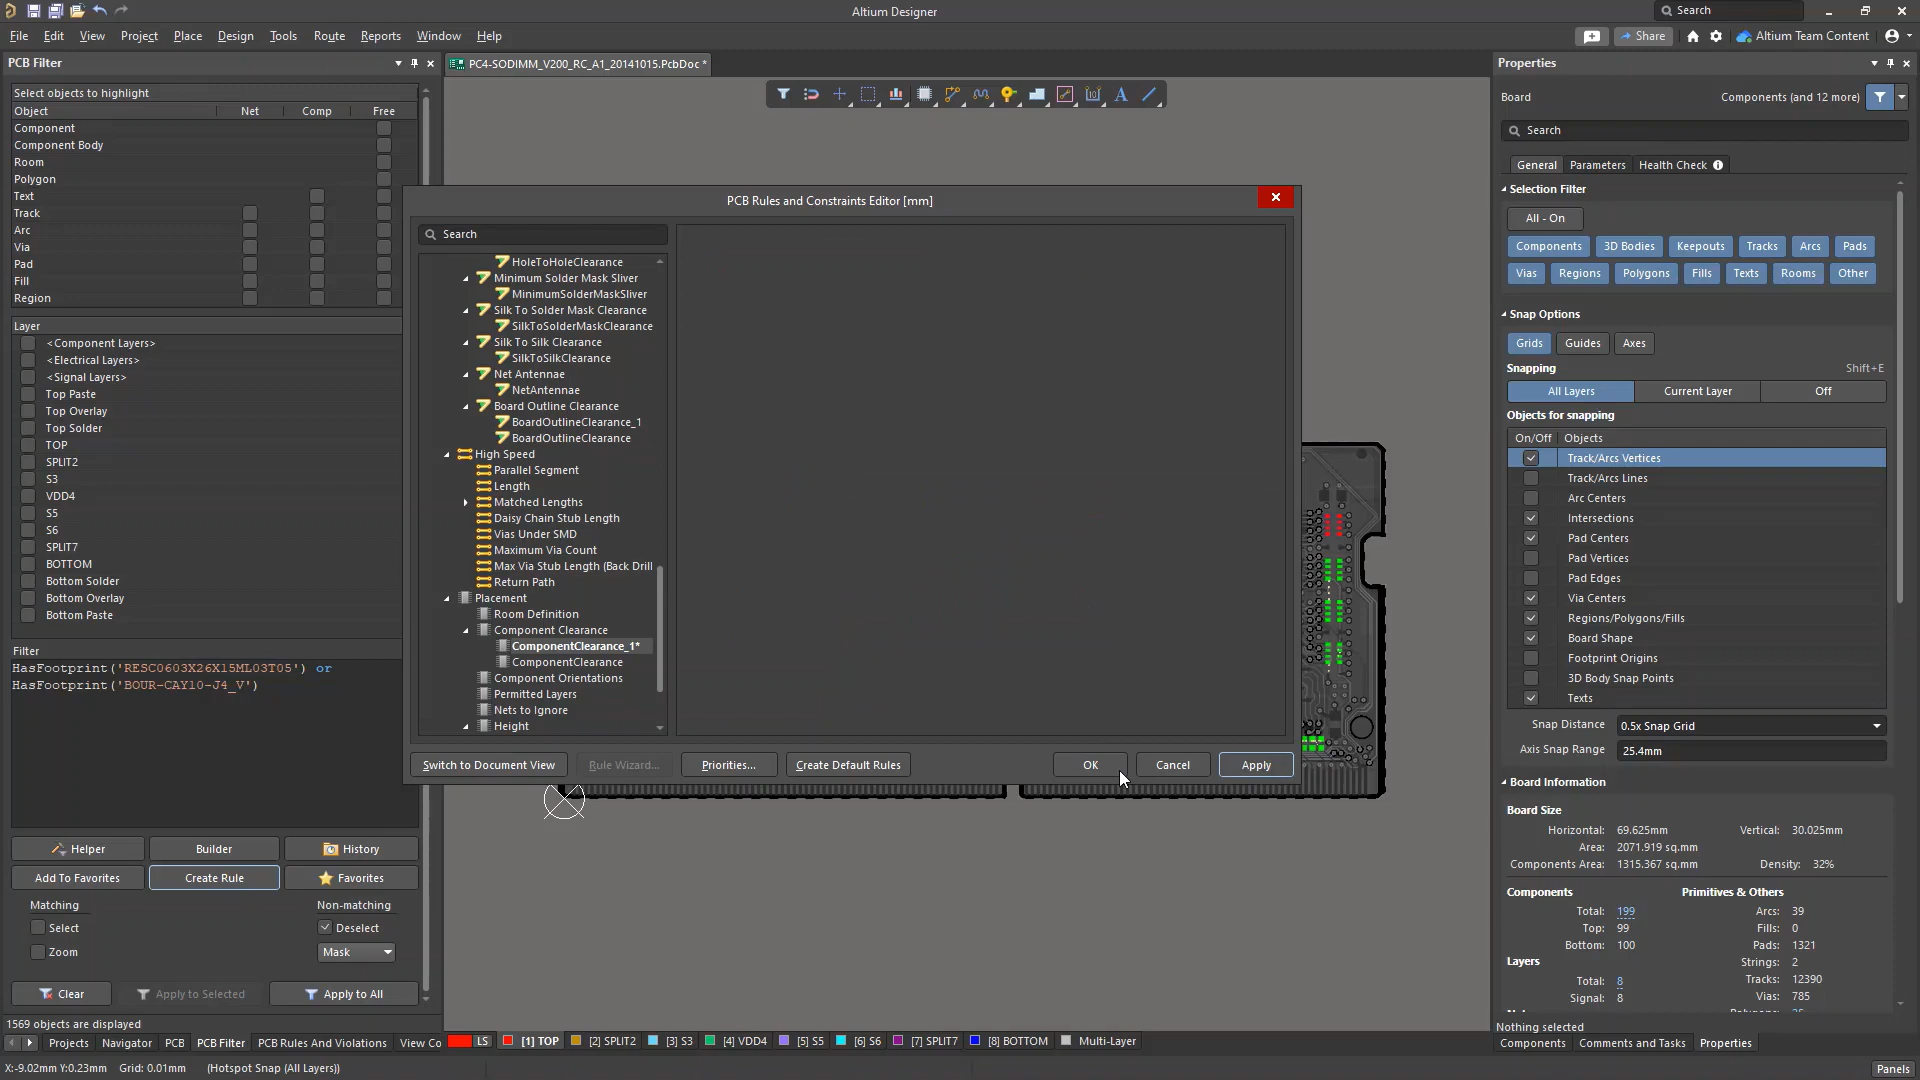 Altium Designer
Search
File Edit View Project Place Design Tools Route Reports Window Help
Share
Altium Team Content
PCB Filter
PC4-SODIMM_V200_RC_A1_20141015.PcbDoc *
Properties
Select objects to highlight
Object Net Comp Free
Component
Component Body
Room
Polygon
Text
Track
Arc
Via
Pad
Fill
Region
Layer
<Component Layers>
<Electrical Layers>
<Signal Layers>
Top Paste
Top Overlay
Top Solder
TOP
SPLIT2
S3
VDD4
S5
S6
SPLIT7
BOTTOM
Bottom Solder
Bottom Overlay
Bottom Paste
Filter
HasFootprint('RESC0603X26X15ML03T05') or
HasFootprint('BOUR-CAY10-J4_V')
Helper Builder History
Add To Favorites Create Rule Favorites
Matching Non-matching
Select Deselect
Zoom Mask
Clear Apply to Selected Apply to All
1569 objects are displayed
Projects Navigator PCB PCB Filter PCB Rules And Violations View Co
PCB Rules and Constraints Editor [mm]
Search
HoleToHoleClearance
Minimum Solder Mask Sliver
MinimumSolderMaskSliver
Silk To Solder Mask Clearance
SilkToSolderMaskClearance
Silk To Silk Clearance
SilkToSilkClearance
Net Antennae
NetAntennae
Board Outline Clearance
BoardOutlineClearance_1
BoardOutlineClearance
High Speed
Parallel Segment
Length
Matched Lengths
Daisy Chain Stub Length
Vias Under SMD
Maximum Via Count
Max Via Stub Length (Back Drill
Return Path
Placement
Room Definition
Component Clearance
ComponentClearance_1*
ComponentClearance
Component Orientations
Permitted Layers
Nets to Ignore
Height
Switch to Document View Rule Wizard... Priorities... Create Default Rules OK Cancel Apply
Board Components (and 12 more)
Search
General Parameters Health Check
Selection Filter
All - On
Components 3D Bodies Keepouts Tracks Arcs Pads
Vias Regions Polygons Fills Texts Rooms Other
Snap Options
Grids Guides Axes
Snapping Shift+E
All Layers Current Layer Off
Objects for snapping
On/Off Objects
Track/Arcs Vertices
Track/Arcs Lines
Arc Centers
Intersections
Pad Centers
Pad Vertices
Pad Edges
Via Centers
Regions/Polygons/Fills
Board Shape
Footprint Origins
3D Body Snap Points
Texts
Snap Distance 0.5x Snap Grid
Axis Snap Range 25.4mm
Board Information
Board Size
Horizontal: 69.625mm Vertical: 30.025mm
Area: 2071.919 sq.mm
Components Area: 1315.367 sq.mm Density: 32%
Components Primitives & Others
Total: 199 Arcs: 39
Top: 99 Fills: 0
Bottom: 100 Pads: 1321
Layers Strings: 2
Total: 8 Tracks: 12390
Signal: 8 Vias: 785
Nothing selected
Components Comments and Tasks Properties
LS [1] TOP [2] SPLIT2 [3] S3 [4] VDD4 [5] S5 [6] S6 [7] SPLIT7 [8] BOTTOM Multi-Layer
X:-9.02mm Y:0.23mm Grid: 0.01mm (Hotspot Snap (All Layers))
Panels